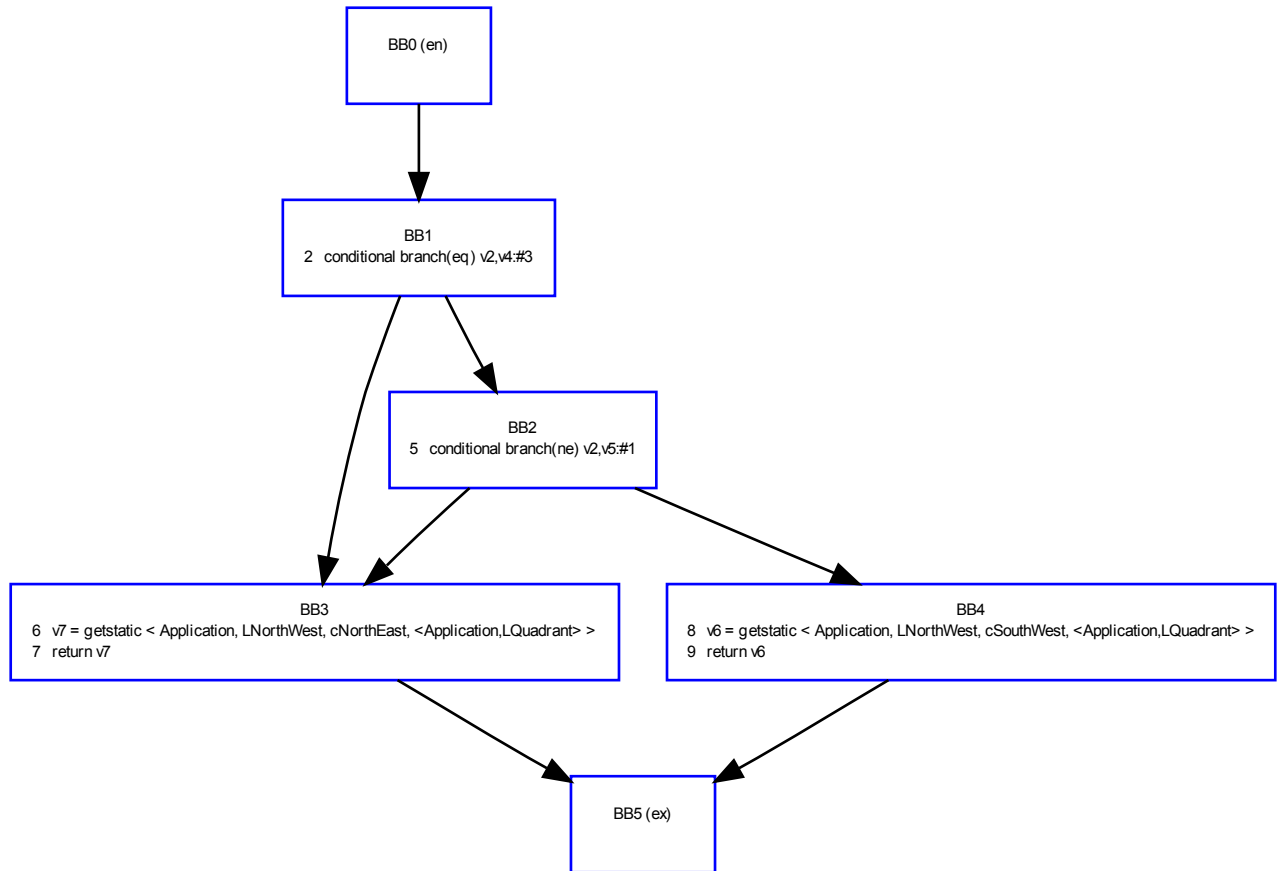 BB0 (en)
BB1
2 conditional branch(eq) v2,v4:#3
BB2
5 conditional branch(ne) v2,v5:#1
BB3
6 v7 = getstatic < Application, LNorthWest, cNorthEast, <Application,LQuadrant> >
7 return v7
BB4
8 v6 = getstatic < Application, LNorthWest, cSouthWest, <Application,LQuadrant> >
9 return v6
BB5 (ex)